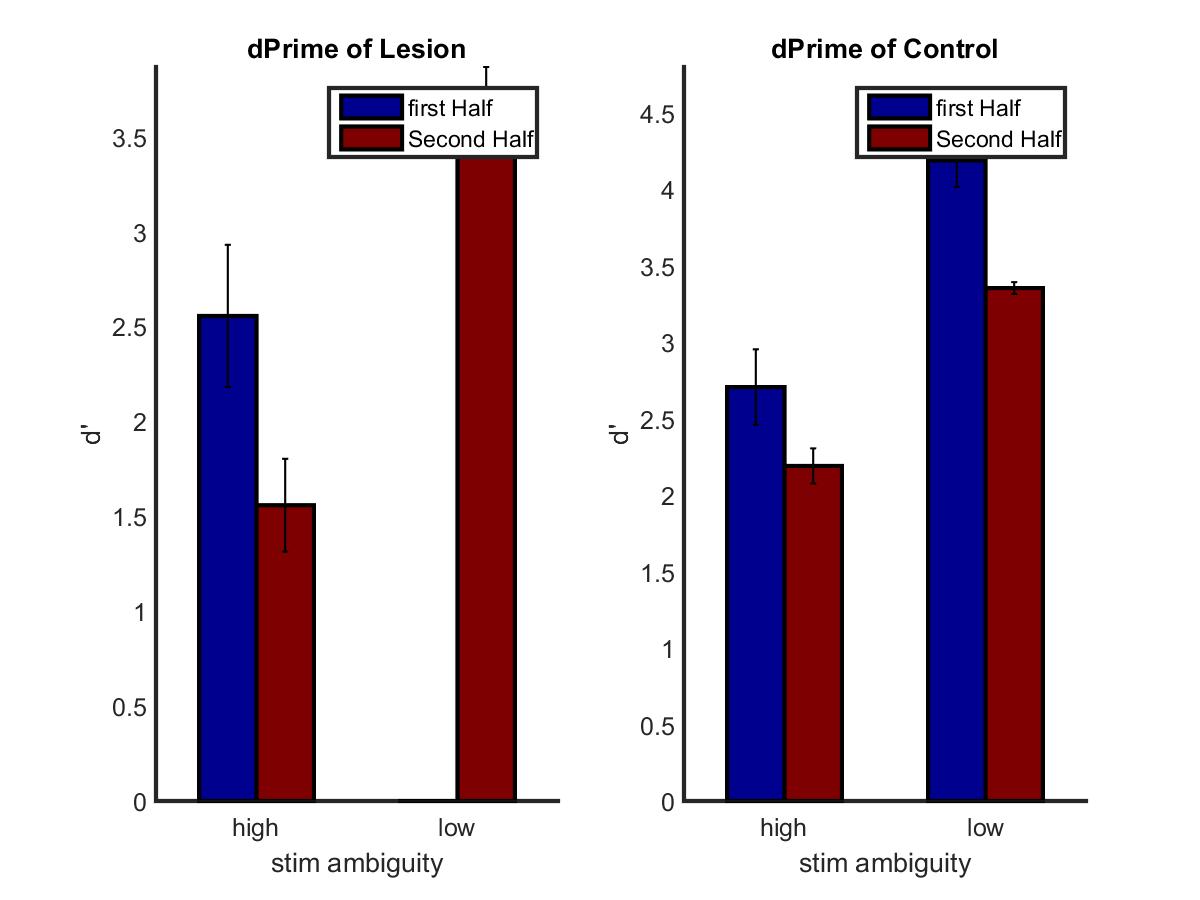 dPrime of Lesion
first Half
Second Half
3.5
3
2.5
2
1.5
1
0.5
0
d'
high
low
stim ambiguity
dPrime of Control
first Half
Second Half
4.5
4
3.5
3
2.5
2
1.5
1
0.5
0
d'
high
low
stim ambiguity